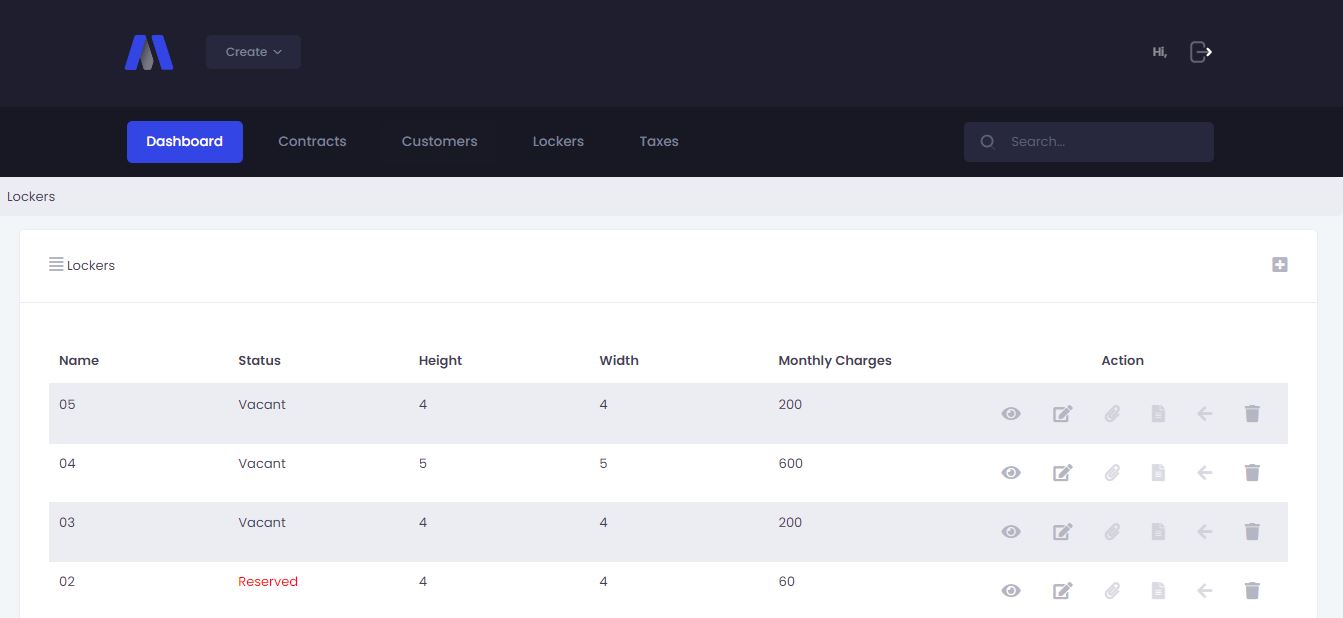 Create
Hi,
Dashboard Contracts Customers Lockers Taxes Search...
Lockers
Lockers
Name Status Height Width Monthly Charges Action
05 Vacant 4 4 200
04 Vacant 5 5 600
03 Vacant 4 4 200
02 Reserved 4 4 60